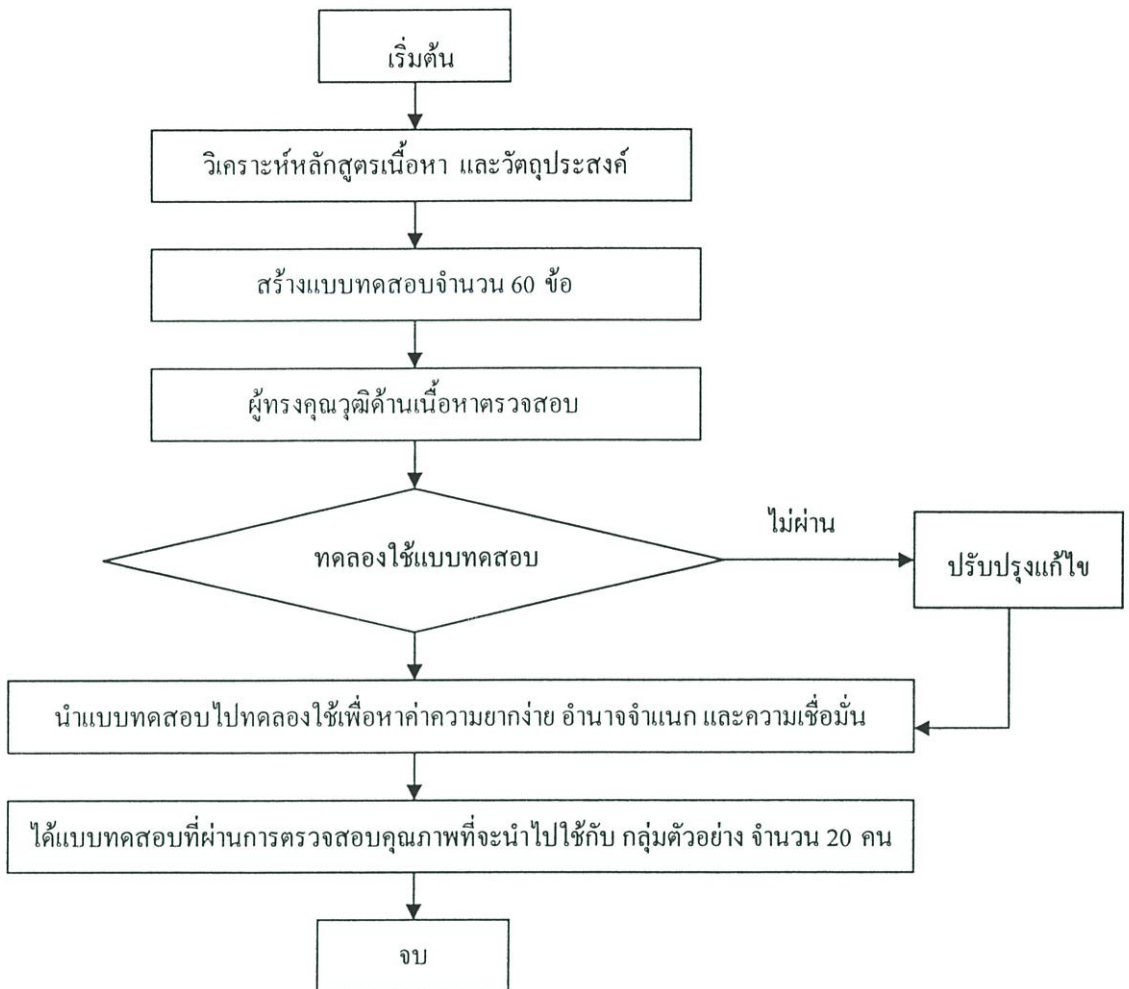 เริ่มต้น
วิเคราะห์หลักสูตรเนื้อหา และวัตถุประสงค์
สร้างแบบทดสอบจำนวน 60 ข้อ
ผู้ทรงคุณวุฒิด้านเนื้อหาตรวจสอบ
ไม่ผ่าน
ทดลองใช้แบบทดสอบ
ปรับปรุงแก้ไข
นำแบบทดสอบไปทดลองใช้เพื่อหาค่าความยากง่าย อำนาจจำแนก และความเชื่อมั่น
ได้แบบทดสอบที่ผ่านการตรวจสอบคุณภาพที่จะนำไปใช้กับ กลุ่มตัวอย่าง จำนวน 20 คน
จบ